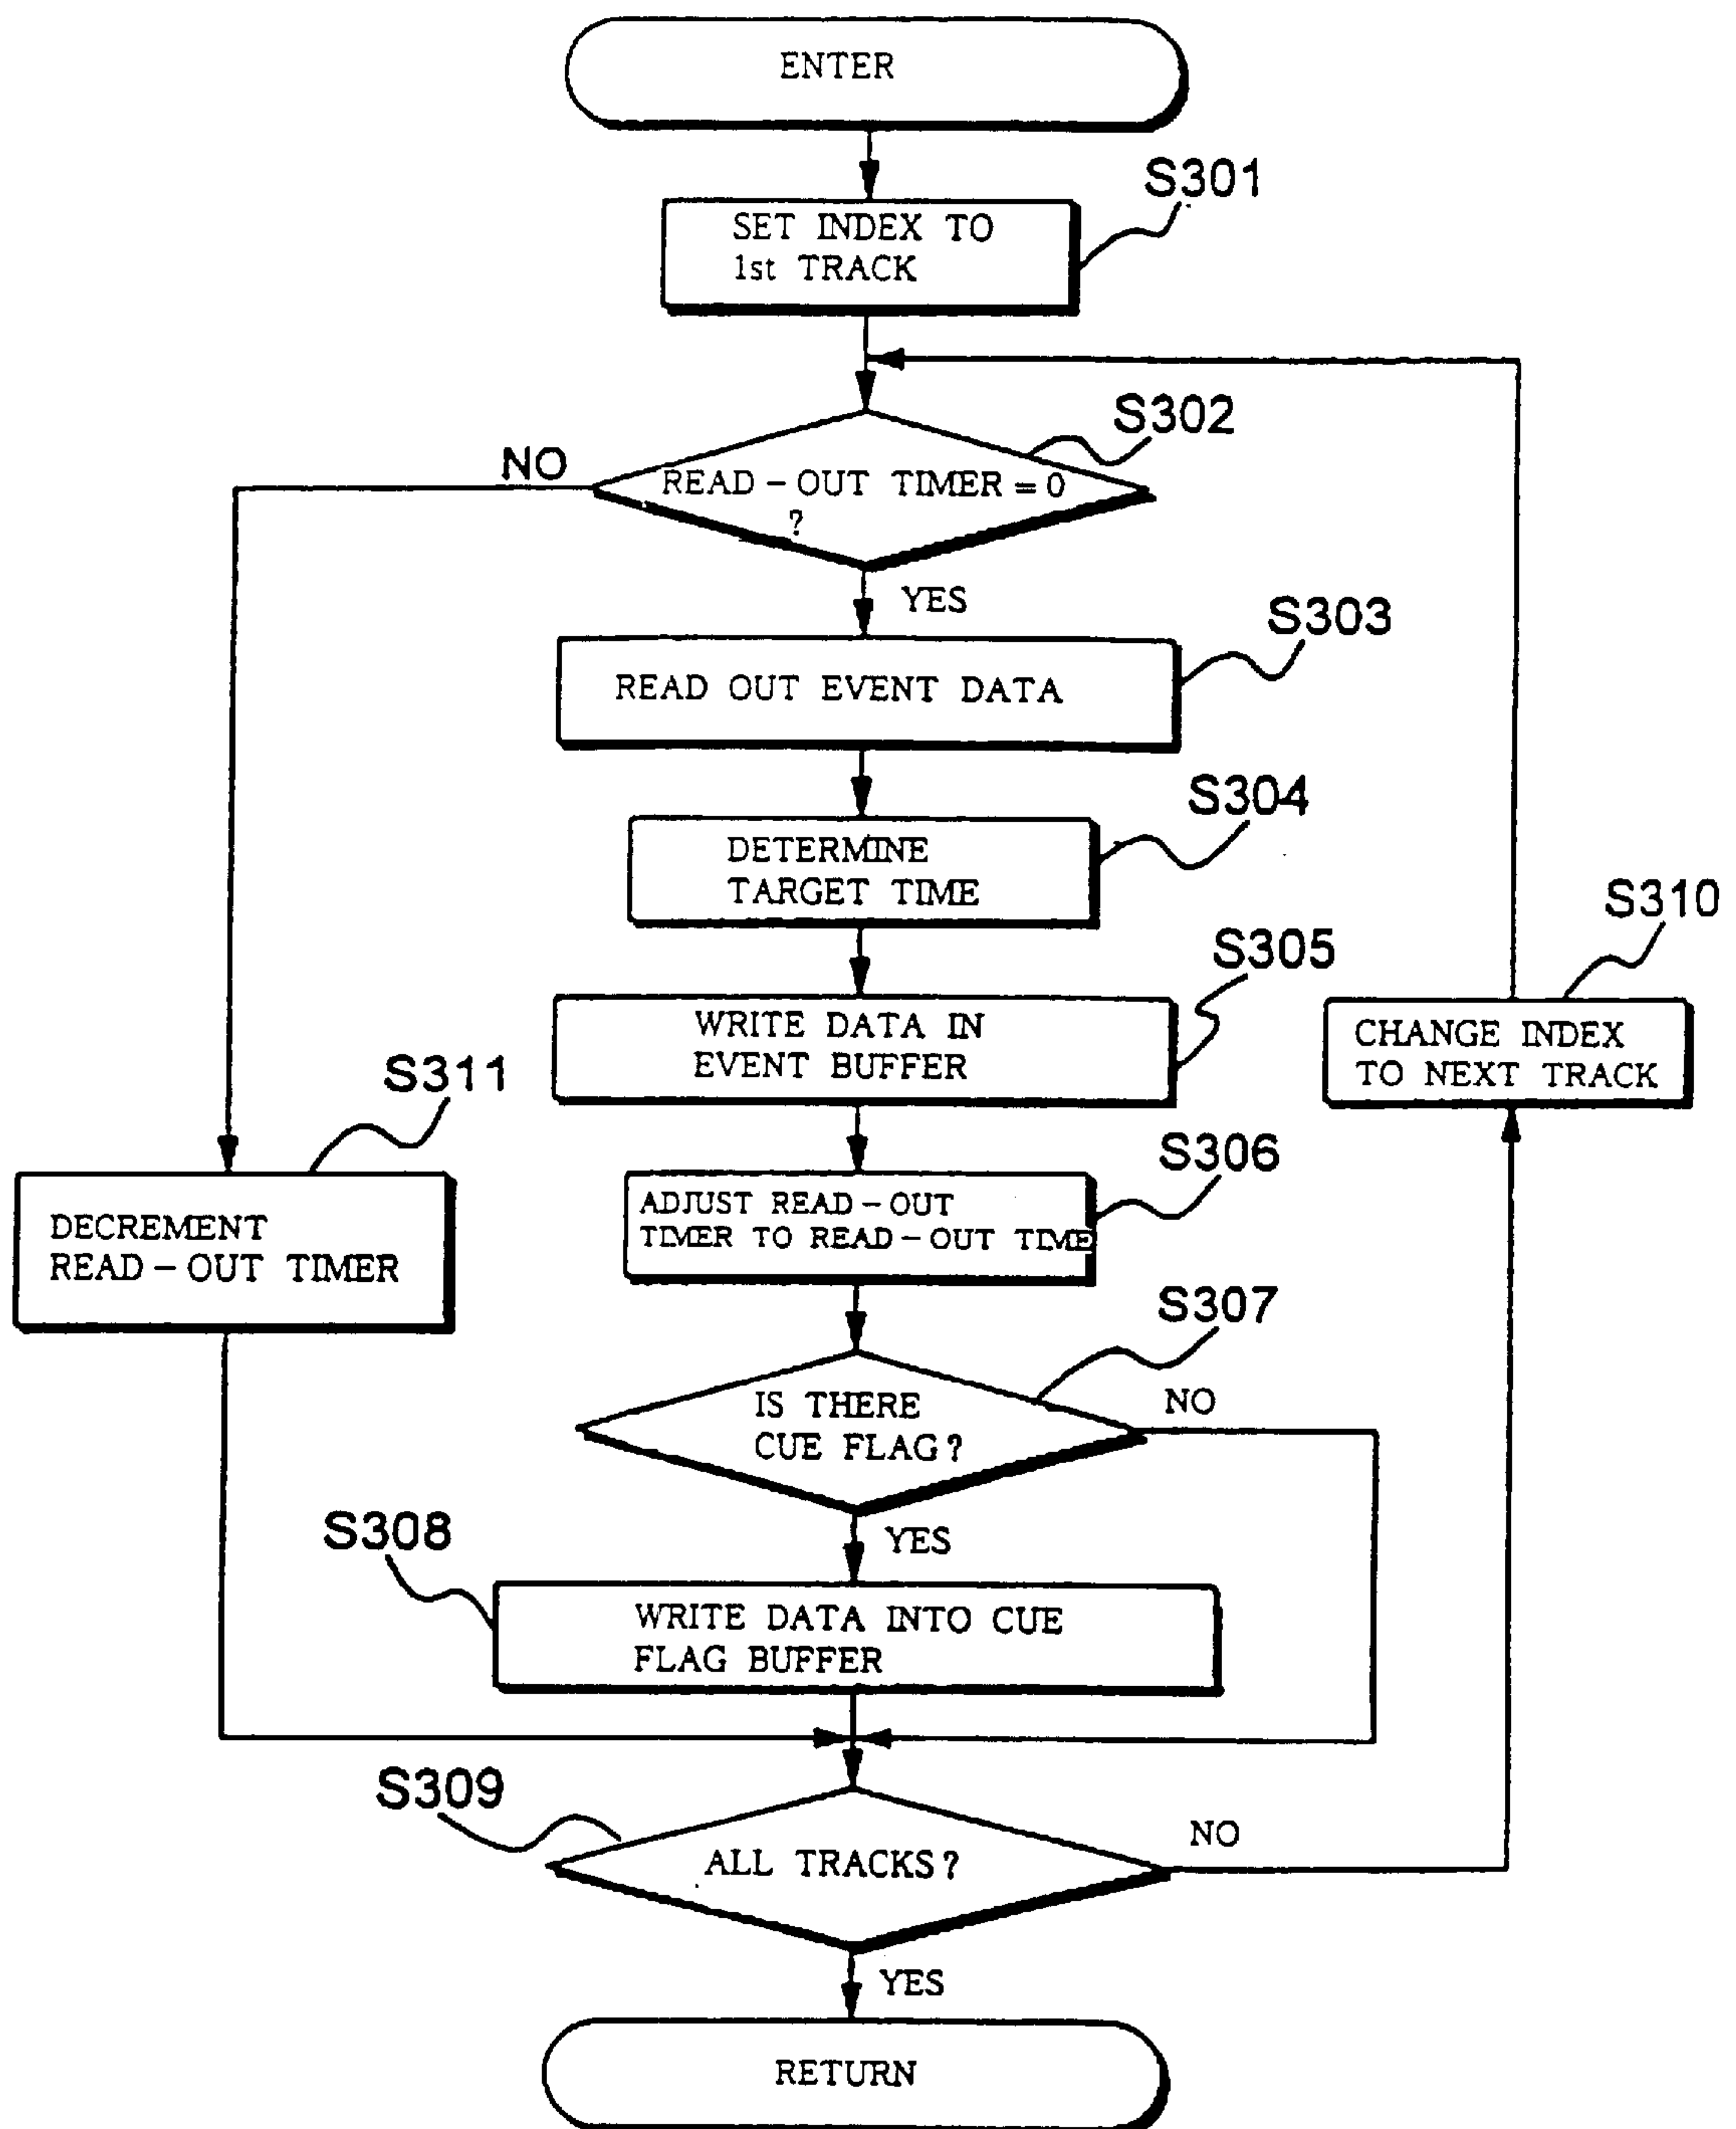 ENTER
S301
SET INDEX TO
1st TRACK
S302
NO
READ-OUT TIMER=0
?
YES
S303
READ OUT EVENT DATA
S304
DETERMINE
TARGET TIME
S310
S305
WRITE DATA IN
EVENT BUFFER
CHANGE INDEX
TO NEXT TRACK
S311
S306
ADJUST READ-OUT
TIMER TO READ-OUT TIME
DECREMENT
READ-OUT TIMER
S307
IS THERE
CUE FLAG?
NO
S308
YES
WRITE DATA INTO CUE
FLAG BUFFER
S309
NO
ALL TRACKS?
YES
RETURN